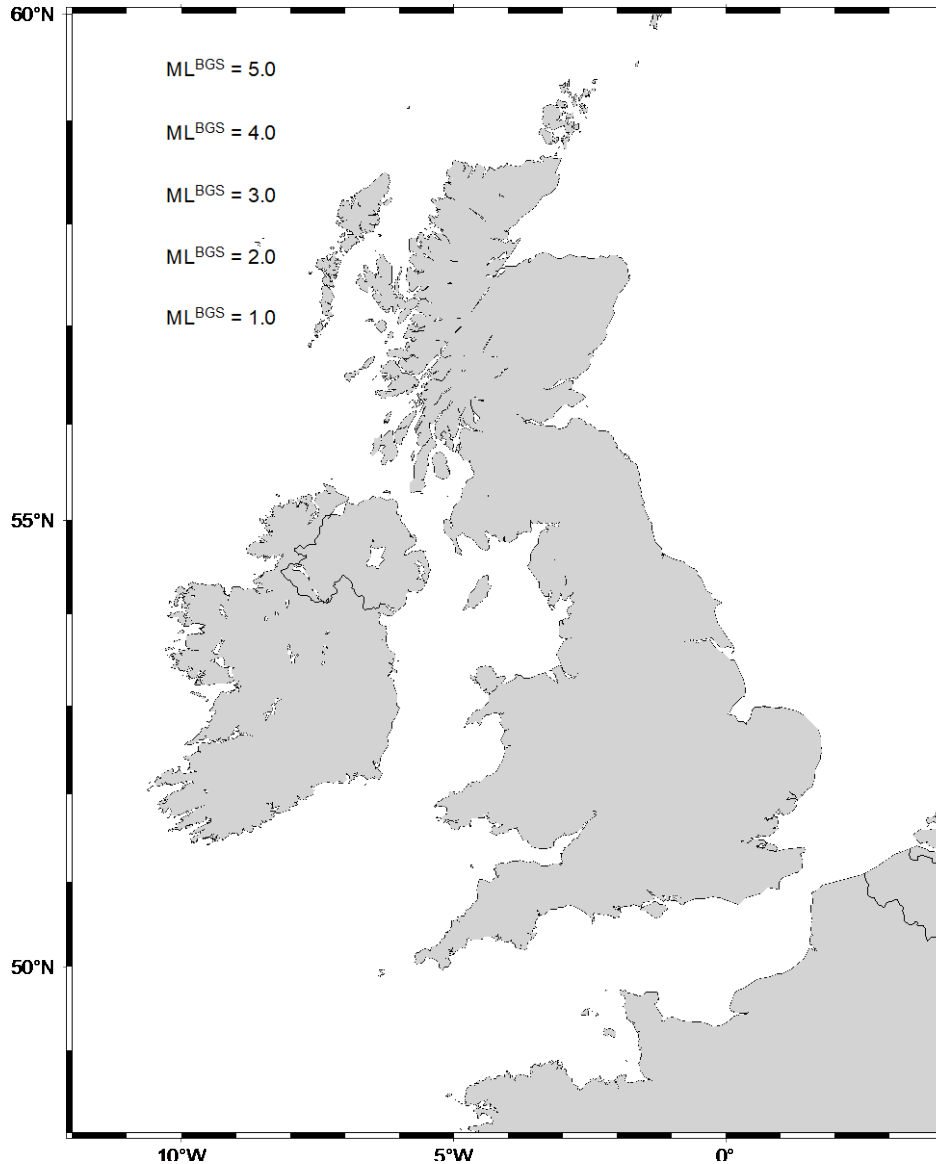 60°N
ML^BGS = 5.0
ML^BGS = 4.0
ML^BGS = 3.0
ML^BGS = 2.0
ML^BGS = 1.0
55°N
50°N
10°W 5°W 0°